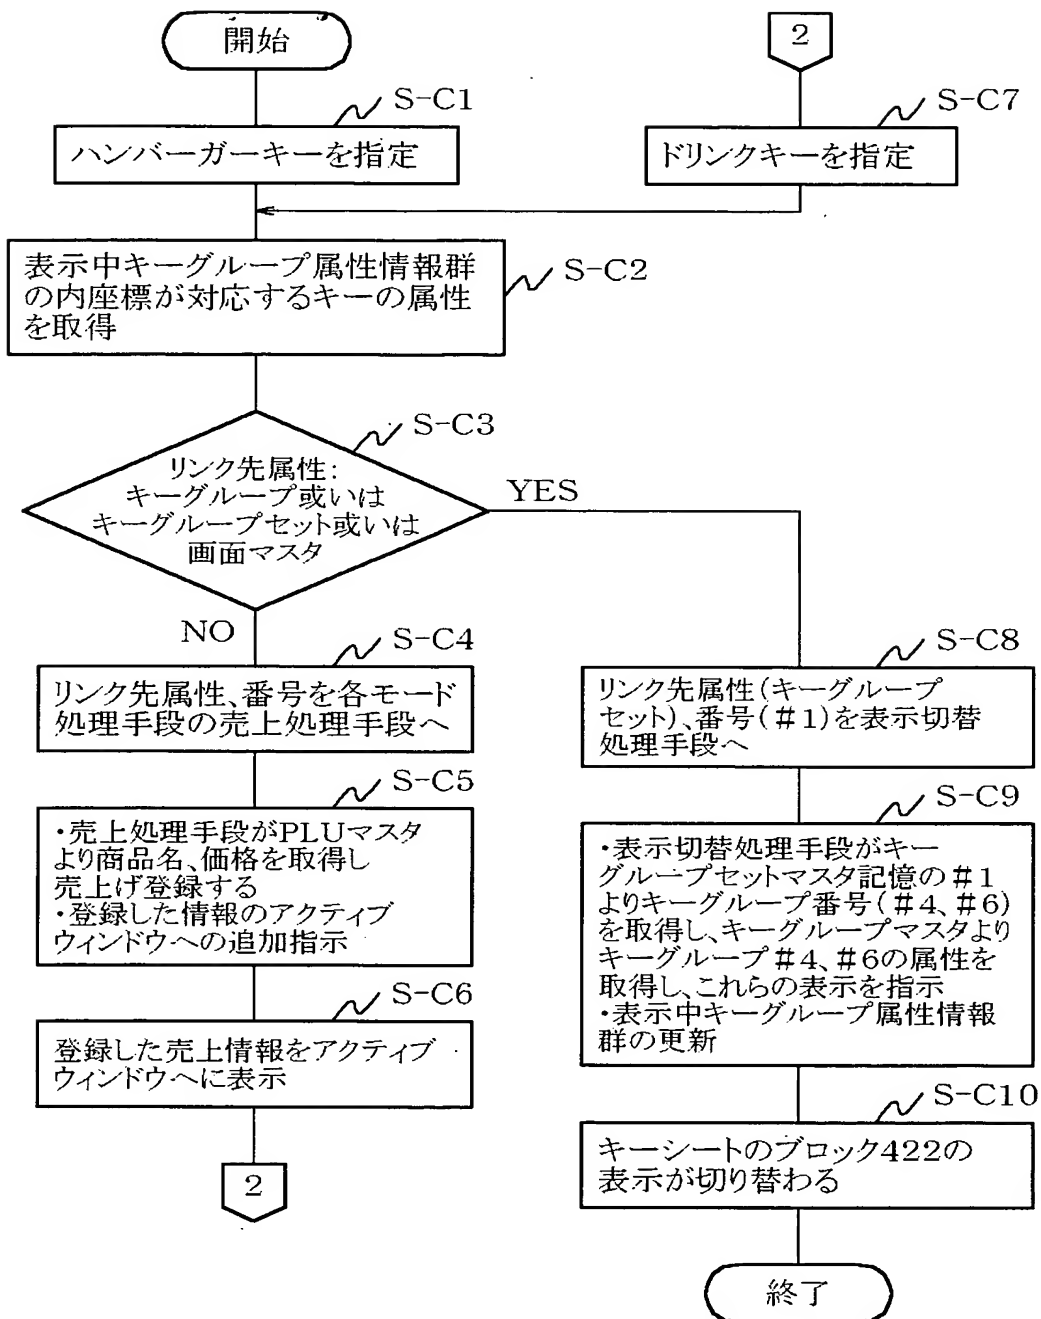 開始
S-C1
ハンバーガーキーを指定
2
S-C7
ドリンクキーを指定
S-C2
表示中キーグループ属性情報群
の内座標が対応するキーの属性
を取得
S-C3
リンク先属性:
キーグループ或いは
キーグループセット或いは
画面マスタ
YES
NO
S-C4
リンク先属性、番号を各モード
処理手段の売上処理手段へ
S-C5
・売上処理手段がPLUマスタ
より商品名、価格を取得し
売上げ登録する
・登録した情報のアクティブ
ウィンドウへの追加指示
S-C6
登録した売上情報をアクティブ
ウィンドウへに表示
2
S-C8
リンク先属性(キーグループ
セット)、番号(#1)を表示切替
処理手段へ
S-C9
・表示切替処理手段がキー
グループセットマスタ記憶の#1
よりキーグループ番号(#4、#6)
を取得し、キーグループマスタより
キーグループ#4、#6の属性を
取得し、これらの表示を指示
・表示中キーグループ属性情報
群の更新
S-C10
キーシートのブロック422の
表示が切り替わる
終了